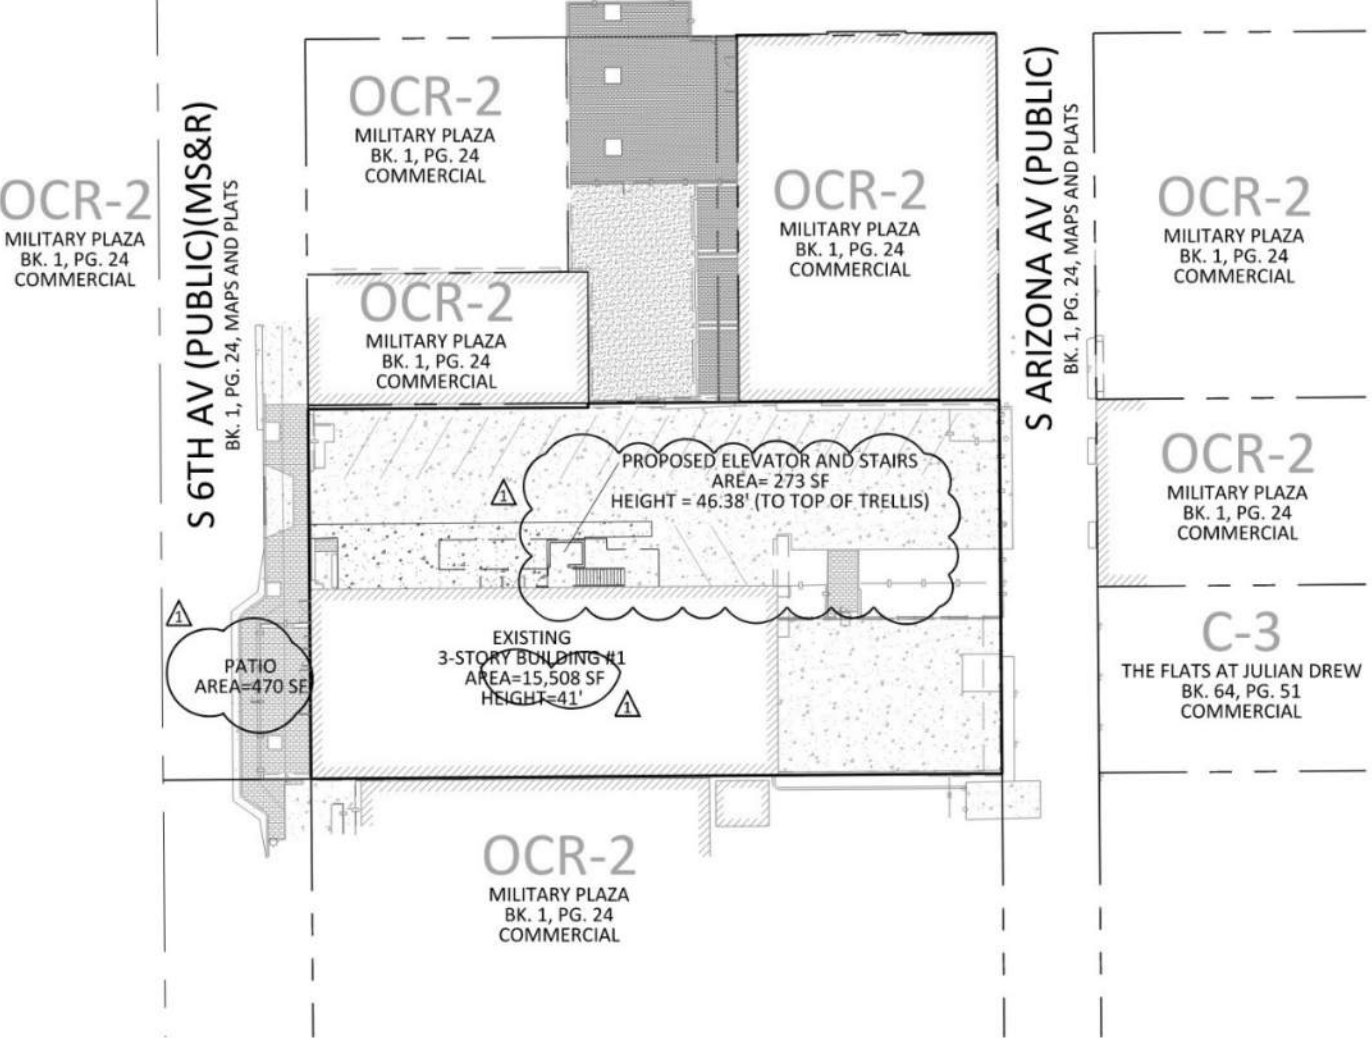 OCR-2
MILITARY PLAZA
BK. 1, PG. 24
COMMERCIAL
S 6TH AV (PUBLIC)(MS&R)
BK. 1, PG. 24, MAPS AND PLATS
OCR-2
MILITARY PLAZA
BK. 1, PG. 24
COMMERCIAL
OCR-2
MILITARY PLAZA
BK. 1, PG. 24
COMMERCIAL
OCR-2
MILITARY PLAZA
BK. 1, PG. 24
COMMERCIAL
S ARIZONA AV (PUBLIC)
BK. 1, PG. 24, MAPS AND PLATS
OCR-2
MILITARY PLAZA
BK. 1, PG. 24
COMMERCIAL
OCR-2
MILITARY PLAZA
BK. 1, PG. 24
COMMERCIAL
C-3
THE FLATS AT JULIAN DREW
BK. 64, PG. 51
COMMERCIAL
1
PROPOSED ELEVATOR AND STAIRS
AREA= 273 SF
HEIGHT = 46.38' (TO TOP OF TRELLIS)
1
PATIO
AREA=470 SF
EXISTING
3-STORY BUILDING #1
AREA=15,508 SF
HEIGHT=41'
1
OCR-2
MILITARY PLAZA
BK. 1, PG. 24
COMMERCIAL